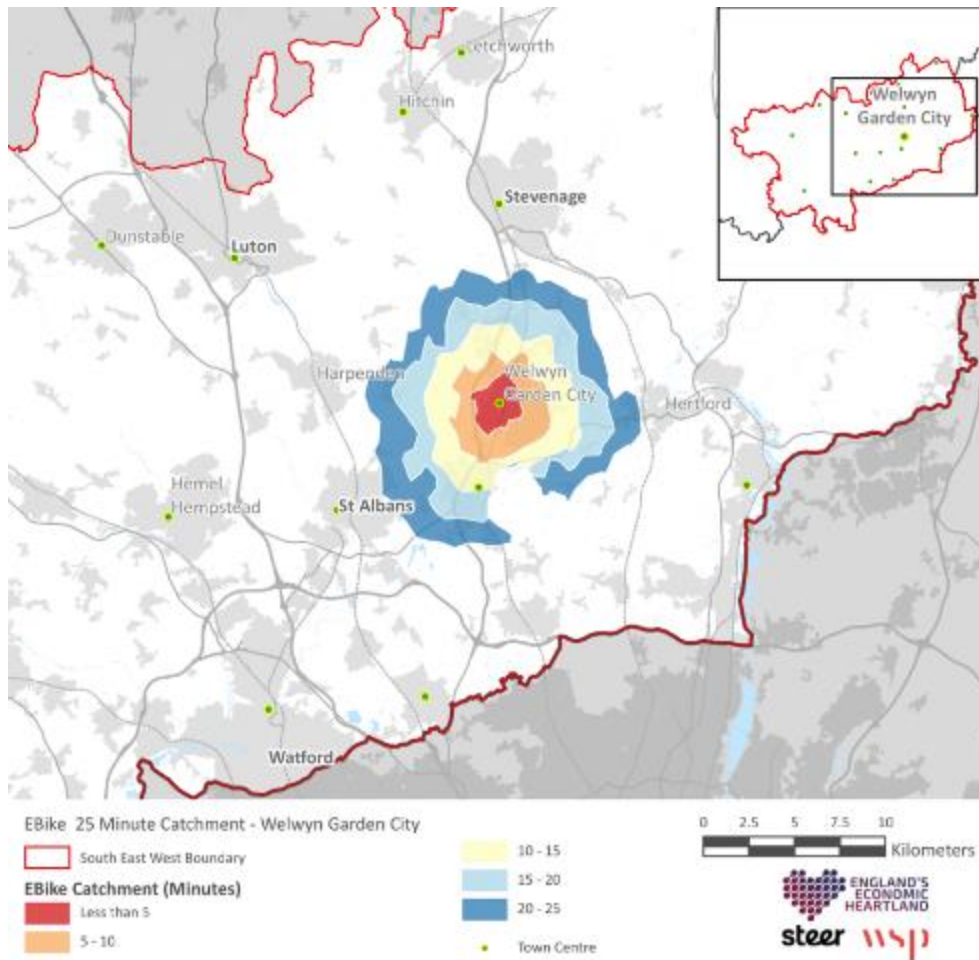 Letchworth
Hitchin
Stevenage
Dunstable
Luton
Harpenden
Welwyn
Garden City
Hertford
Hemel
Hempstead
St Albans
Watford
Welwyn
Garden City
EBike 25 Minute Catchment - Welwyn Garden City
South East West Boundary
EBike Catchment (Minutes)
Less than 5
5 - 10
10 - 15
15 - 20
20 - 25
Town Centre
0 2.5 5 7.5 10
Kilometers
ENGLAND'S
ECONOMIC
HEARTLAND
steer wsp